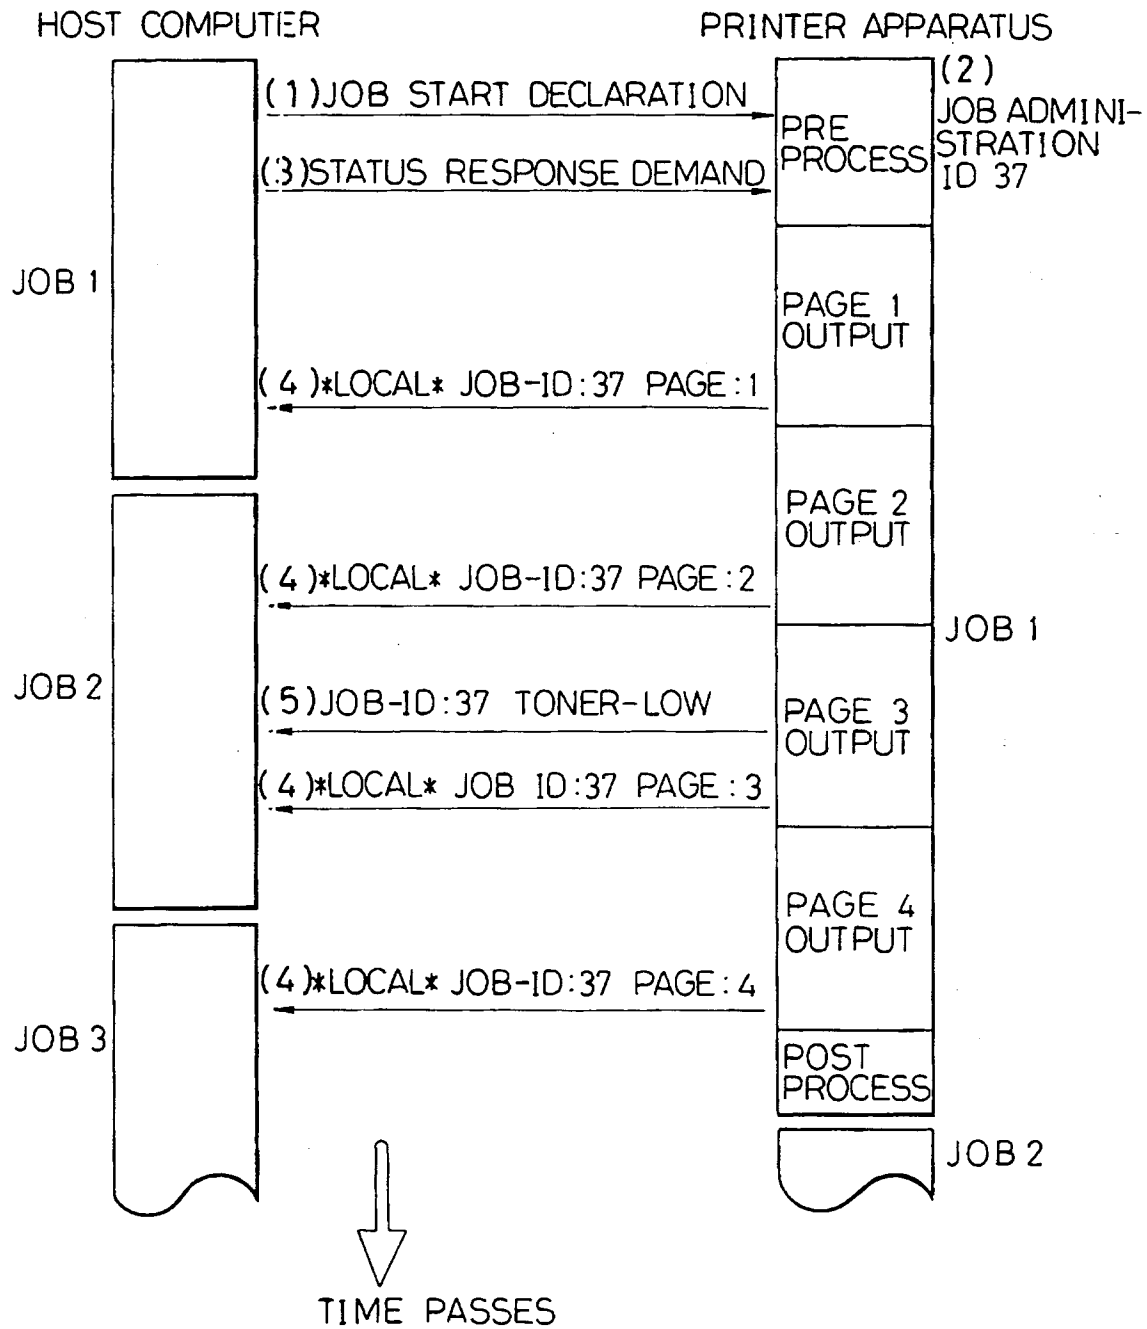 HOST COMPUTER
PRINTER APPARATUS
(1)JOB START DECLARATION
(2)
JOB ADMINI-
STRATION
ID 37
PRE
PROCESS
(3)STATUS RESPONSE DEMAND
JOB 1
PAGE 1
OUTPUT
(4)*LOCAL* JOB-ID:37 PAGE:1
PAGE 2
OUTPUT
(4)*LOCAL* JOB-ID:37 PAGE:2
JOB 1
JOB 2
(5)JOB-ID:37 TONER-LOW
PAGE 3
OUTPUT
(4)*LOCAL* JOB ID:37 PAGE:3
PAGE 4
OUTPUT
(4)*LOCAL* JOB-ID:37 PAGE:4
JOB 3
POST
PROCESS
JOB 2
TIME PASSES